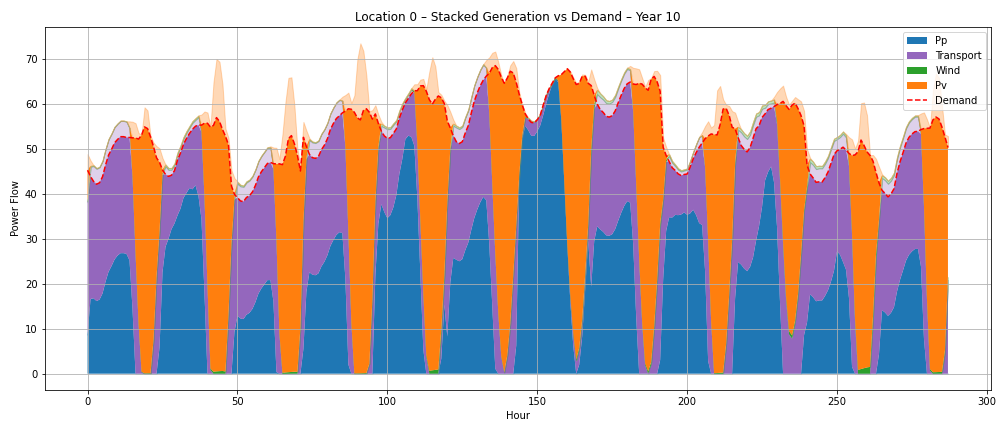 Location 0 – Stacked Generation vs Demand – Year 10
Power Flow
70
60
50
40
30
20
10
0
Pp
Transport
Wind
Pv
Demand
0
50
100
150
200
250
300
Hour